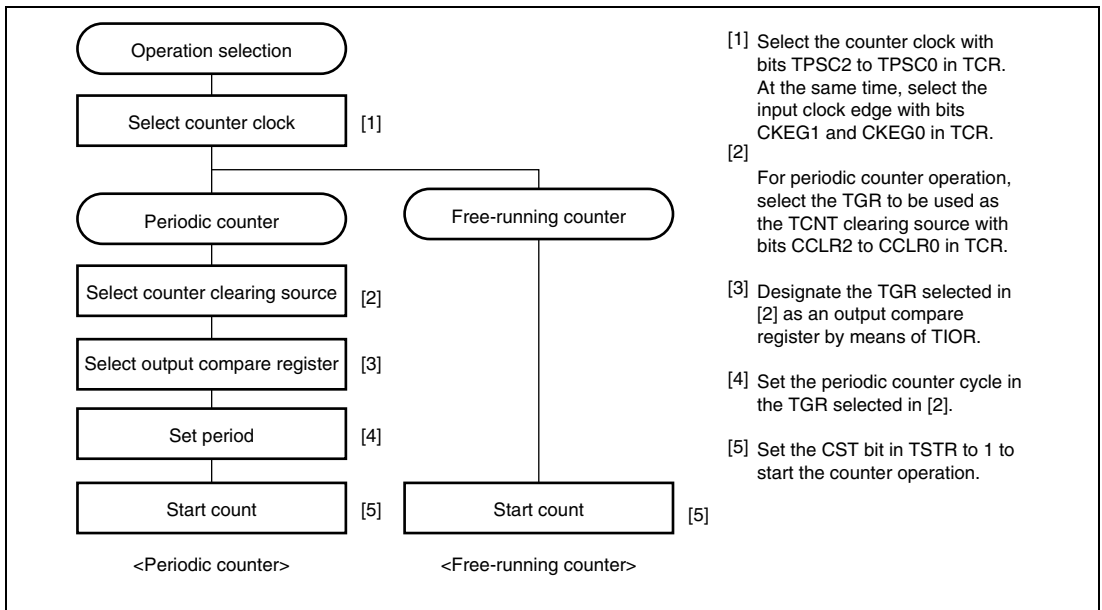 Operation selection
Select counter clock
[1]
Periodic counter
Free-running counter
Select counter clearing source
[2]
Select output compare register
[3]
Set period
[4]
Start count
[5]
Start count
[5]
<Periodic counter>
<Free-running counter>
[1] Select the counter clock with
bits TPSC2 to TPSC0 in TCR.
At the same time, select the
input clock edge with bits
CKEG1 and CKEG0 in TCR.
[2]
For periodic counter operation,
select the TGR to be used as
the TCNT clearing source with
bits CCLR2 to CCLR0 in TCR.
[3] Designate the TGR selected in
[2] as an output compare
register by means of TIOR.
[4] Set the periodic counter cycle in
the TGR selected in [2].
[5] Set the CST bit in TSTR to 1 to
start the counter operation.